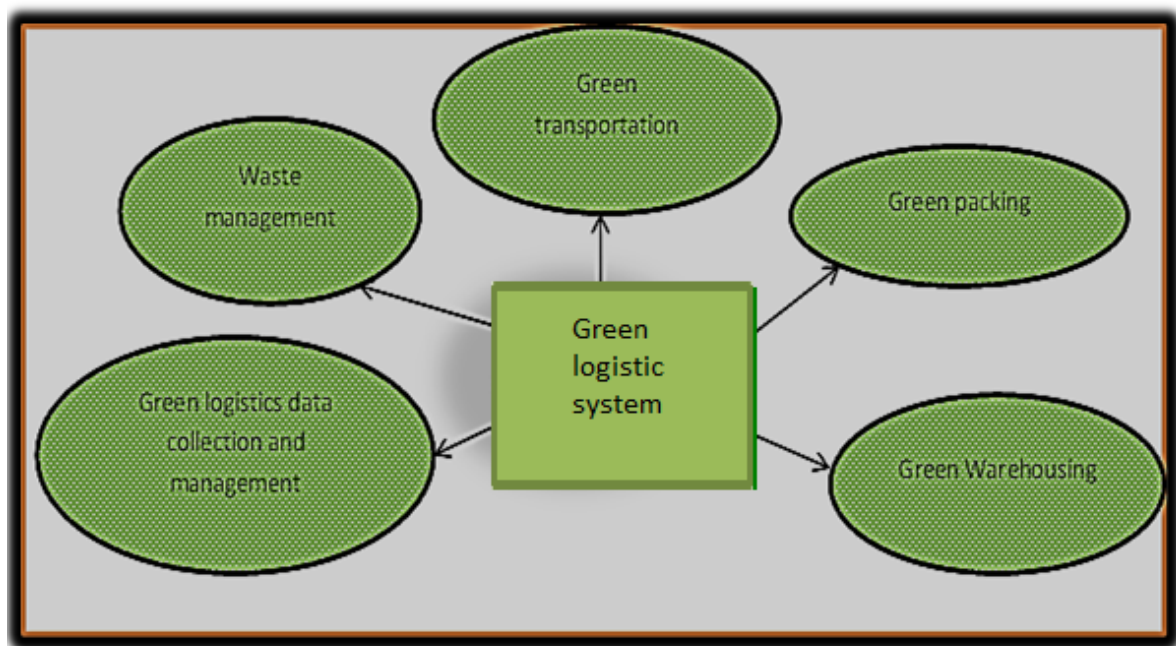 Green
transportation
Waste
management
Green packing
Green
logistic
system
Green logistics data
collection and
management
Green Warehousing